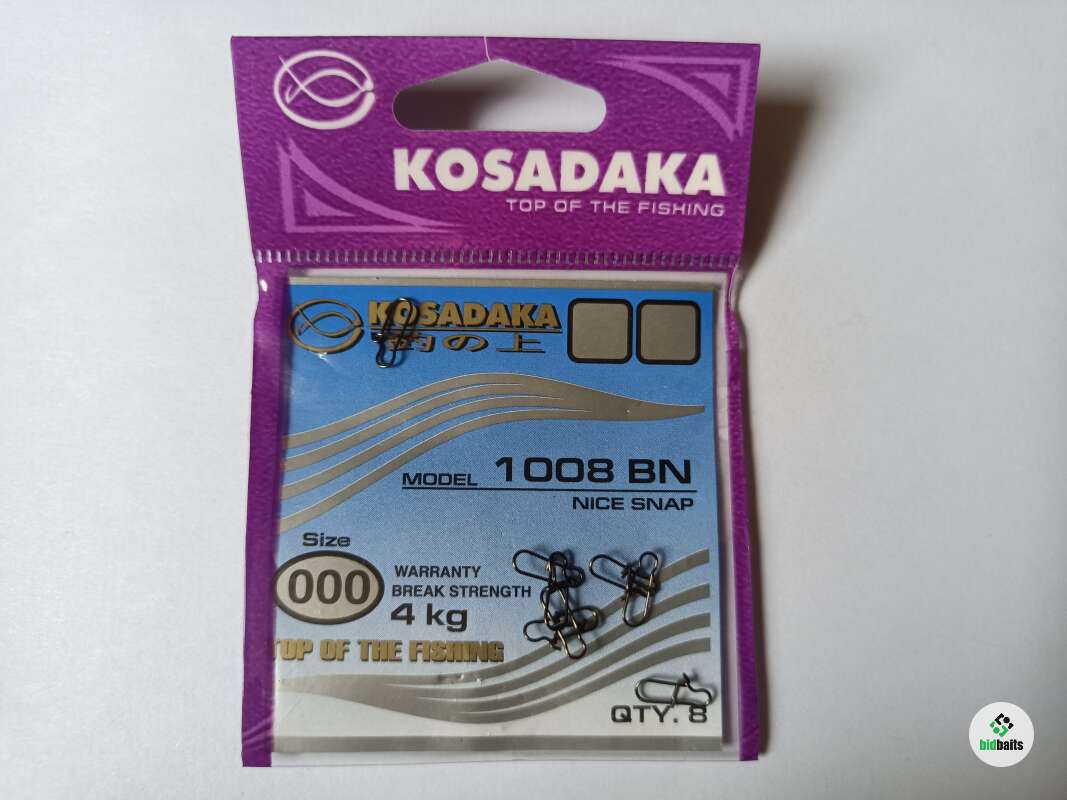 KOSADAKA
TOP OF THE FISHING
KOSADAKA
の上
MODEL 1008 BN
NICE SNAP
Size
000
WARRANTY
BREAK STRENGTH
4 kg
TOP OF THE FISHING
QTY. 8
bidbaits